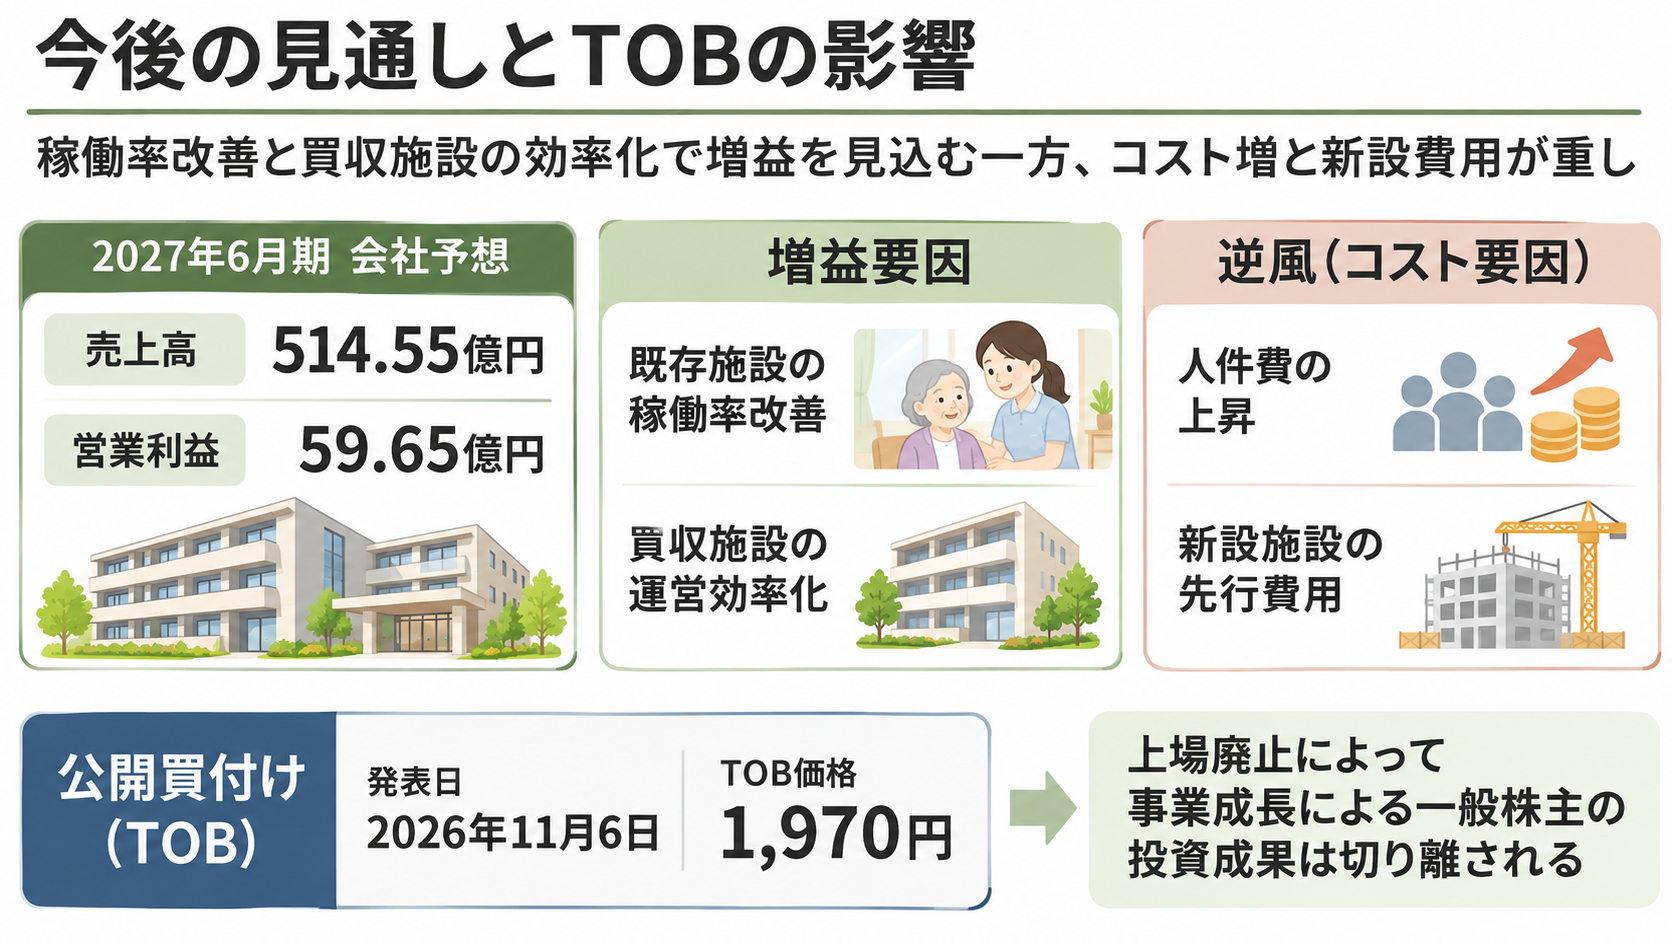 今後の見通しとTOBの影響
稼働率改善と買収施設の効率化で増益を見込む一方、コスト増と新設費用が重し
2027年6月期 会社予想
売上高
514.55億円
営業利益
59.65億円
増益要因
既存施設の
稼働率改善
買収施設の
運営効率化
逆風（コスト要因）
人件費の
上昇
新設施設の
先行費用
公開買付け
(TOB)
発表日
2026年11月6日
TOB価格
1,970円
上場廃止によって
事業成長による一般株主の
投資成果は切り離される